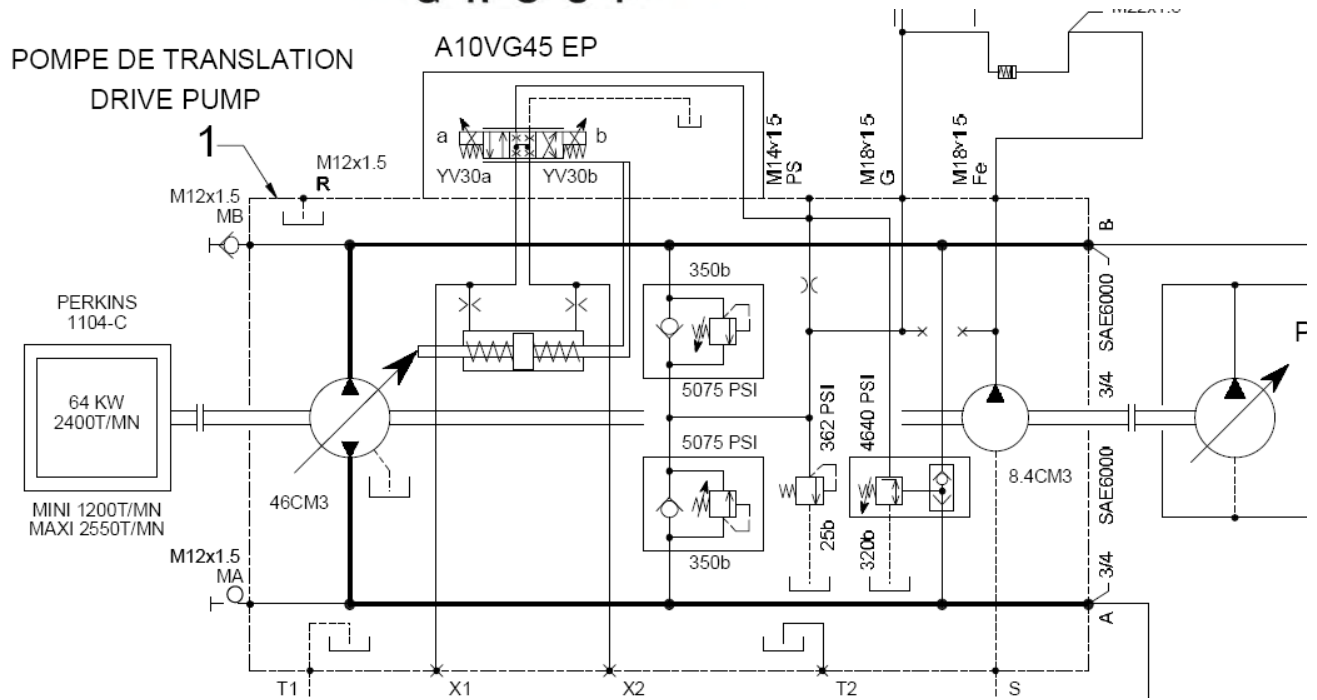 POMPE DE TRANSLATION
DRIVE PUMP
1
A10VG45 EP
a
b
YV30a
YV30b
M12x1.5
R
M12x1.5
MB
M14x1.5
PS
M18x1.5
G
M18x1.5
Fe
PERKINS
1104-C
64 KW
2400T/MN
MINI 1200T/MN
MAXI 2550T/MN
46CM3
350b
5075 PSI
5075 PSI
350b
362 PSI
25b
4640 PSI
320b
8.4CM3
B
3/4 SAE6000
3/4 SAE6000
A
P
M12x1.5
MA
T1
X1
X2
T2
S